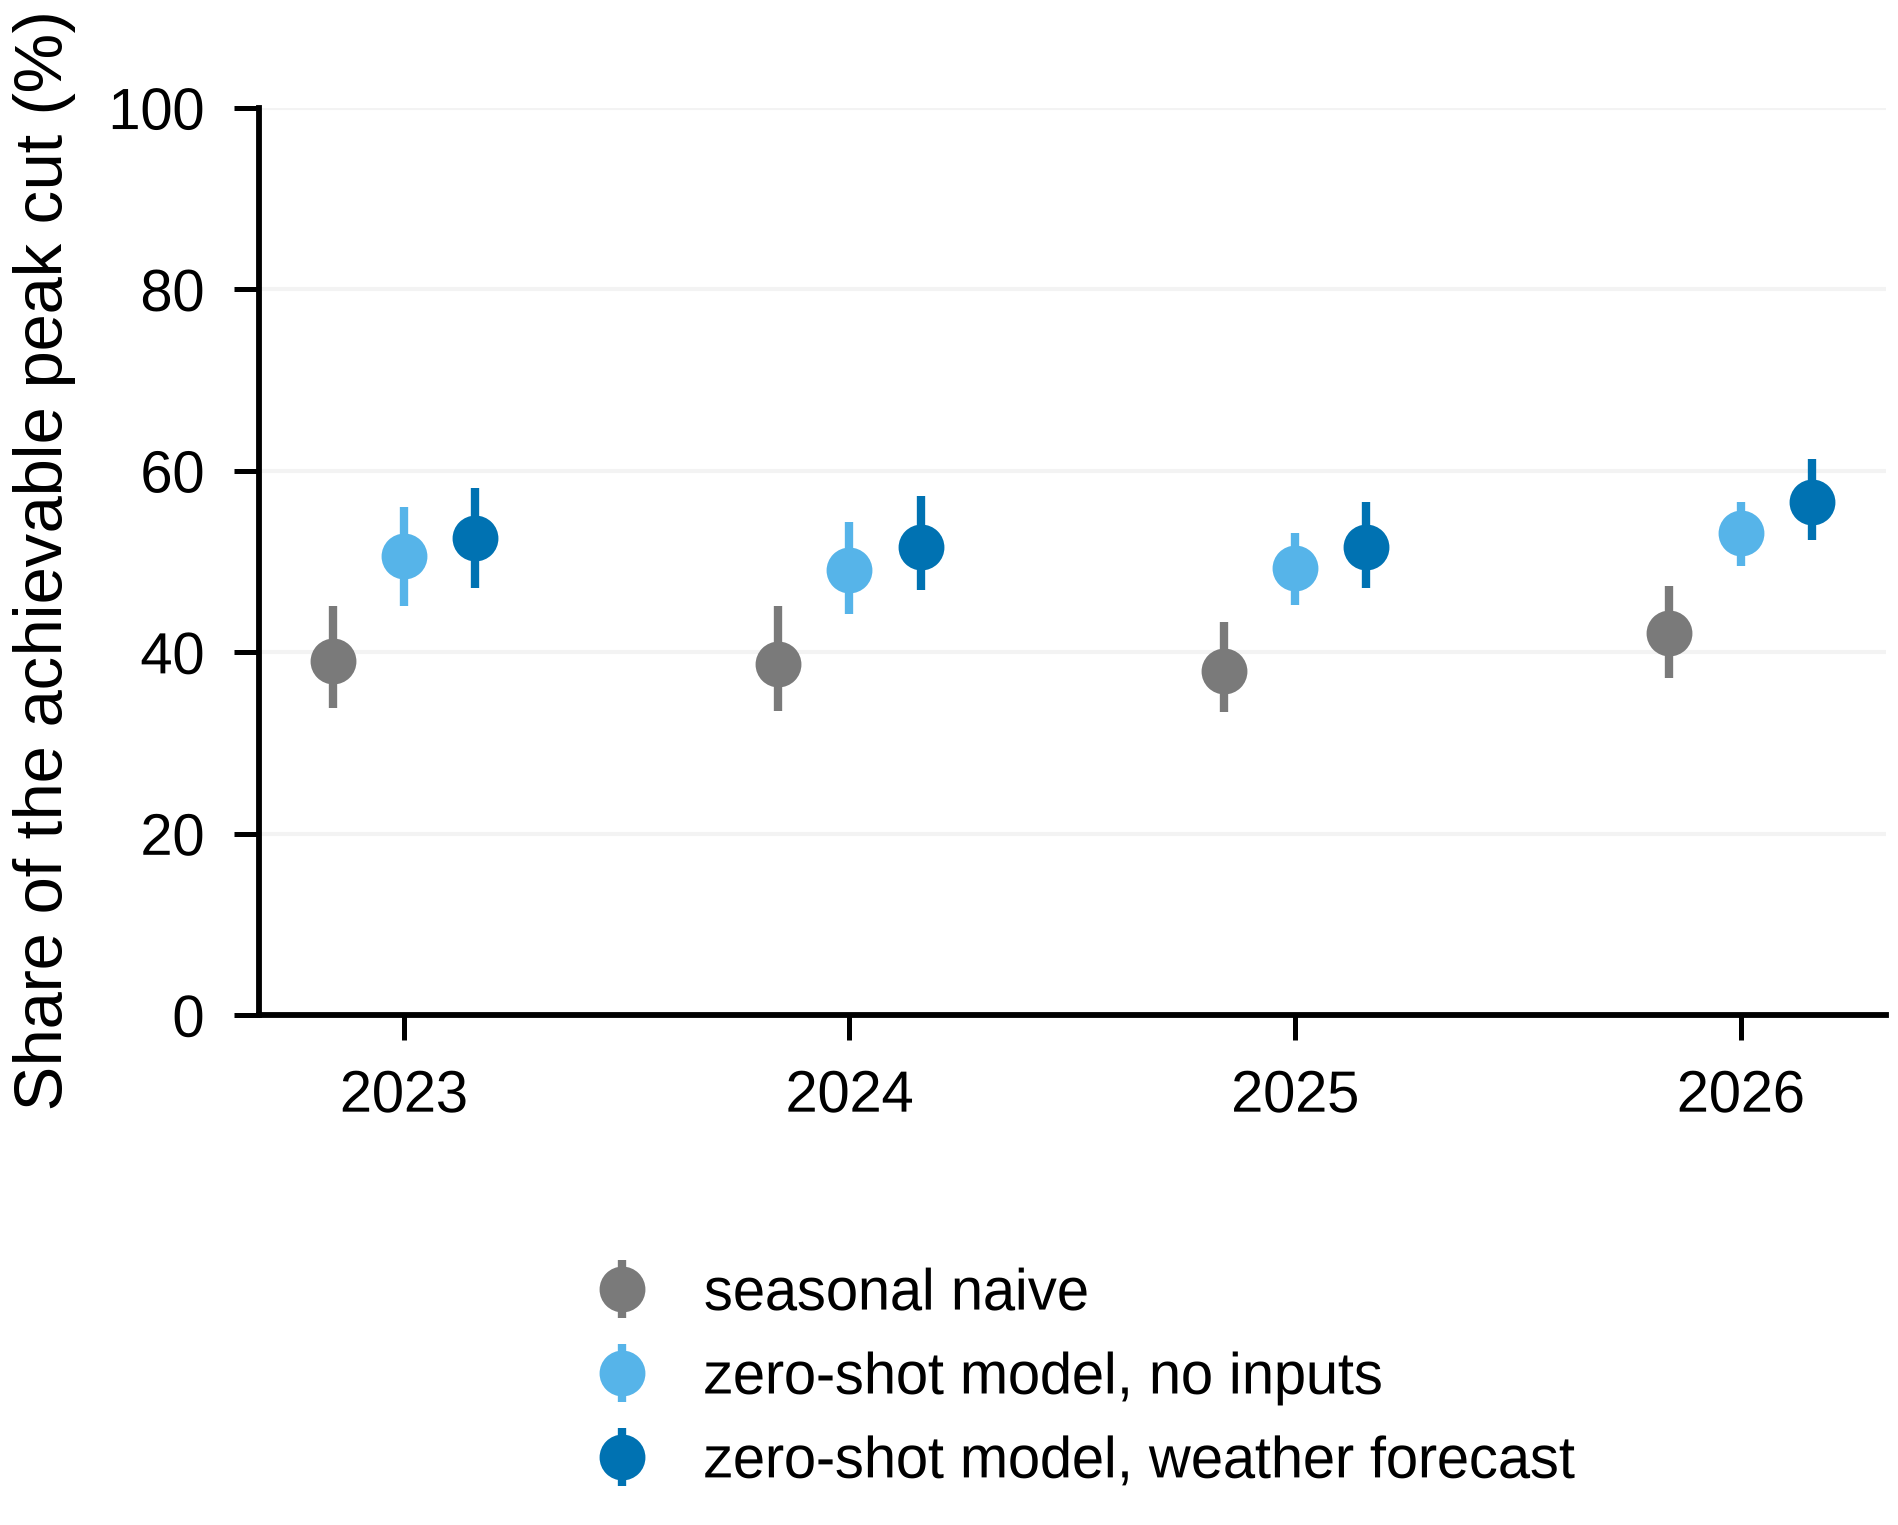 Share of the achievable peak cut (%)
100
80
60
40
20
0
2023 2024 2025 2026
seasonal naive
zero-shot model, no inputs
zero-shot model, weather forecast